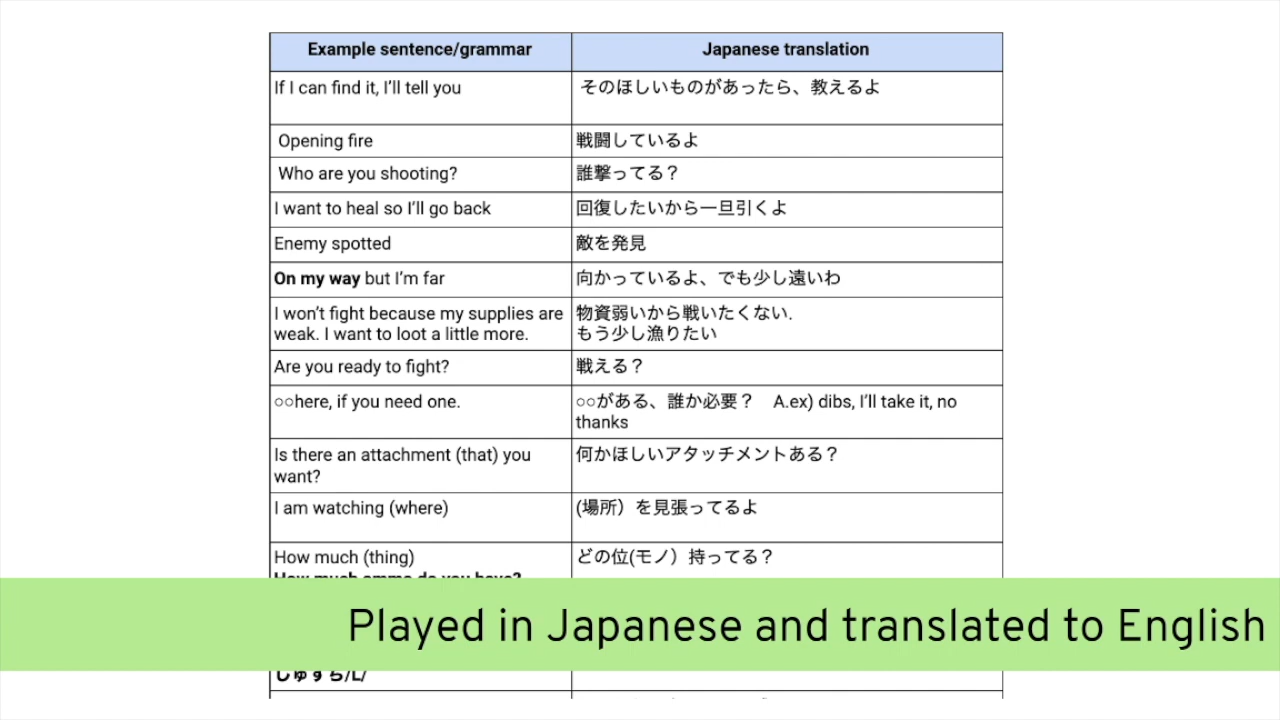 Example sentence/grammar
Japanese translation
If I can find it, I'll tell you
そのほしいものがあったら、教えるよ
Opening fire
戦闘しているよ
Who are you shooting?
誰撃ってる？
I want to heal so I'll go back
回復したいから一旦引くよ
Enemy spotted
敵を発見
On my way but I'm far
向かっているよ、でも少し遠いわ
I won't fight because my supplies are
weak. I want to loot a little more.
物資弱いから戦いたくない.
もう少し漁りたい
Are you ready to fight?
戦える？
○○here, if you need one.
○○がある、誰か必要？ A.ex) dibs, I'll take it, no
thanks
Is there an attachment (that) you
want?
何かほしいアタッチメントある？
I am watching (where)
(場所）を見張ってるよ
How much (thing)
How much ammo do you have?
どの位(モノ）持ってる？
Played in Japanese and translated to English